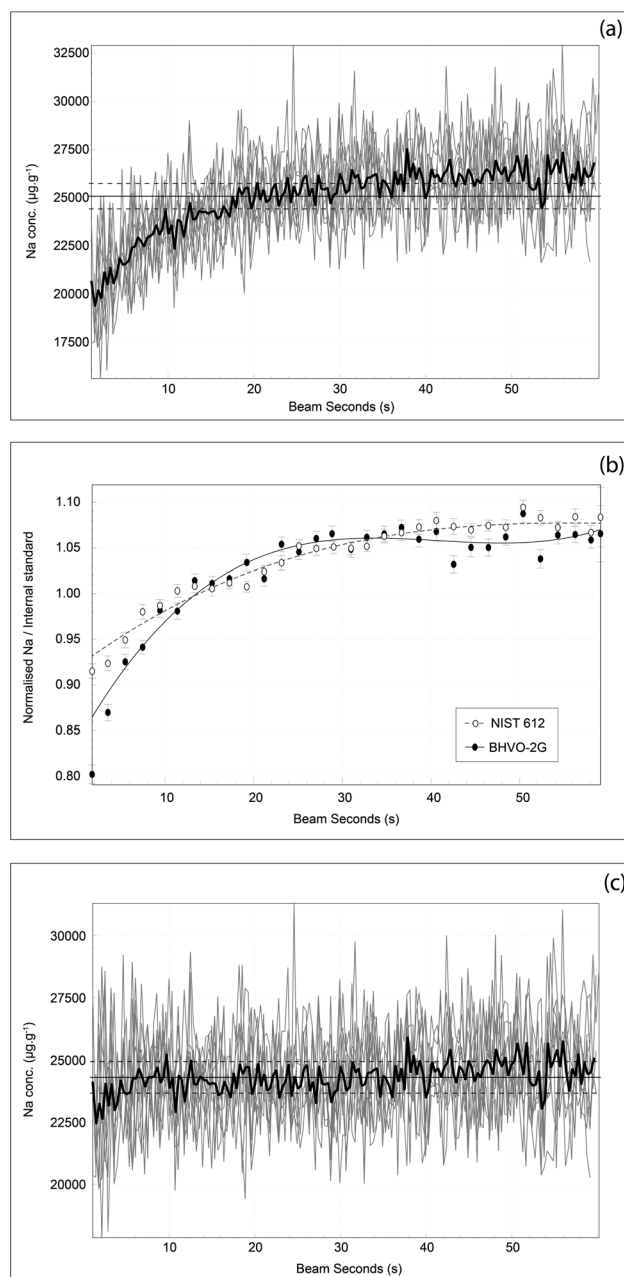 (a)
32500
30000
27500
25000
22500
20000
17500
Na conc. (µg.g⁻¹)
10 20 30 40 50
Beam Seconds (s)
(b)
1.10
1.05
1.00
0.95
0.90
0.85
0.80
Normalised Na / Internal standard
NIST 612
BHVO-2G
10 20 30 40 50
Beam Seconds (s)
(c)
30000
27500
25000
22500
20000
Na conc. (µg.g⁻¹)
10 20 30 40 50
Beam Seconds (s)